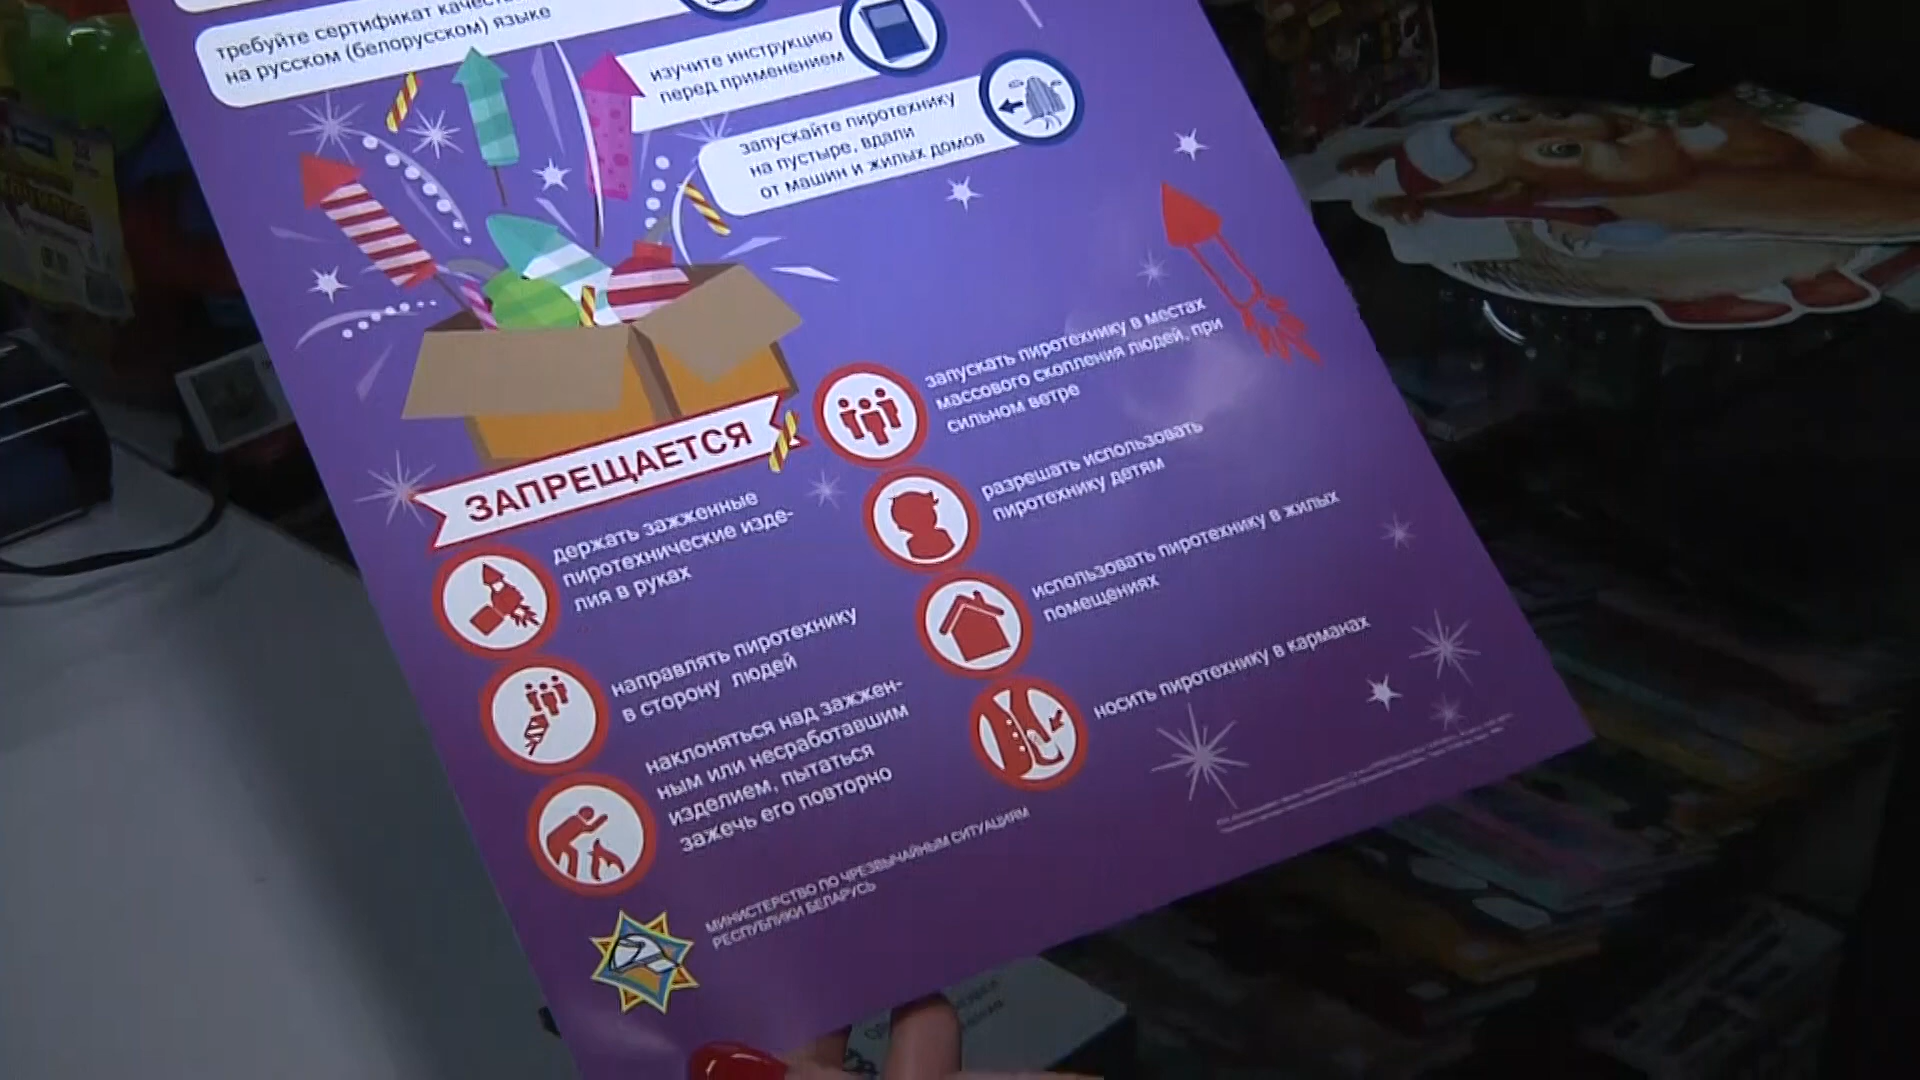 требуйте сертификат качества
на русском (белорусском) языке
изучите инструкцию
перед применением
запускайте пиротехнику
на пустыре, вдали
от машин и жилых домов
ЗАПРЕЩАЕТСЯ
держать зажженные
пиротехнические изде-
лия в руках
направлять пиротехнику
в сторону людей
наклоняться над зажжен-
ным или несработавшим
изделием, пытаться
зажечь его повторно
запускать пиротехнику в местах
массового скопления людей, при
сильном ветре
разрешать использовать
пиротехнику детям
использовать пиротехнику в жилых
помещениях
носить пиротехнику в карманах
МИНИСТЕРСТВО ПО ЧРЕЗВЫЧАЙНЫМ СИТУАЦИЯМ
РЕСПУБЛИКИ БЕЛАРУСЬ